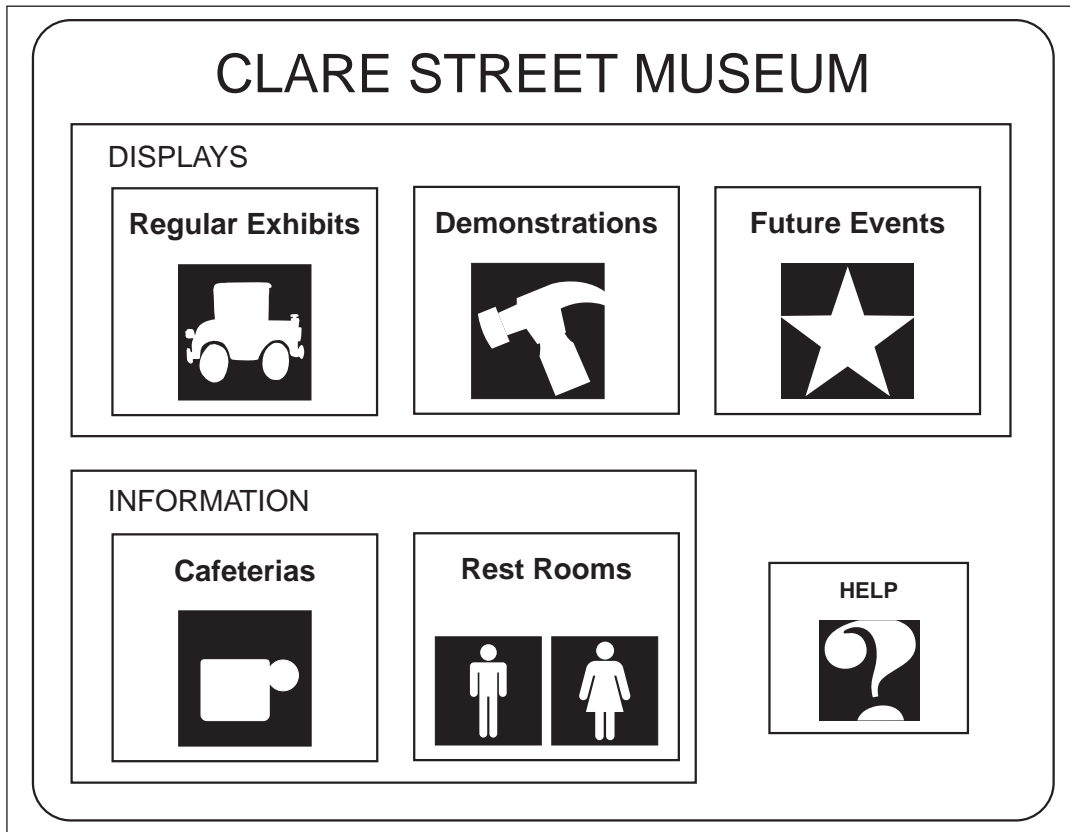 CLARE STREET MUSEUM
DISPLAYS
Regular Exhibits
Demonstrations
Future Events
INFORMATION
Cafeterias
Rest Rooms
HELP
?